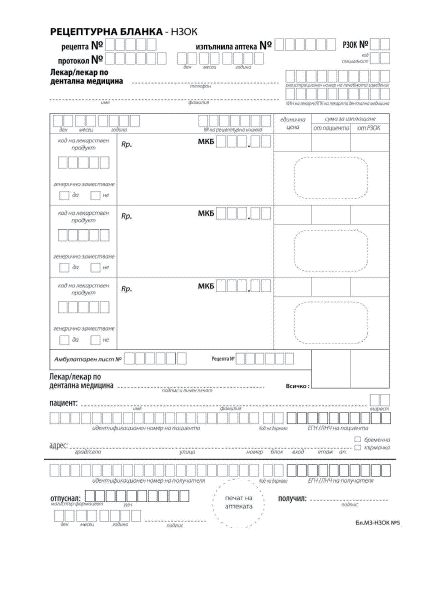 РЕЦЕПТУРНА БЛАНКА - НЗОК
рецепта № изпълнила аптека № РЗОК №
протокол № код
ден месец година специалност
Лекар/лекар по
дентална медицина
телефон регистрационен номер на лечебното заведение
име фамилия УИН на лекаря/УИН на лекаря по дентална медицина
единична цена сума за изплащане
ден месец година № на рецептурна книжка от пациента от РЗОК
код на лекарствен продукт Rp. МКБ .
генерично заместване
да не
код на лекарствен продукт Rp. МКБ .
генерично заместване
да не
код на лекарствен продукт Rp. МКБ .
генерично заместване
да не
Амбулаторен лист № Рецепта №
Лекар/лекар по
дентална медицина
подпис и личен печат Всичко :
пациент:
име фамилия възраст
идентификационен номер на пациента Код на държава ЕГН /ЛНЧ на пациента
адрес: бременна
град/село улица номер блок вход етаж ап. кърмачка
идентификационен номер на получателя Код на държава ЕГН /ЛНЧ на получателя
отпуснал: печат на аптеката получил:
магистър-фармацевт подпис
ден месец година подпис
Бл.МЗ-НЗОК №5